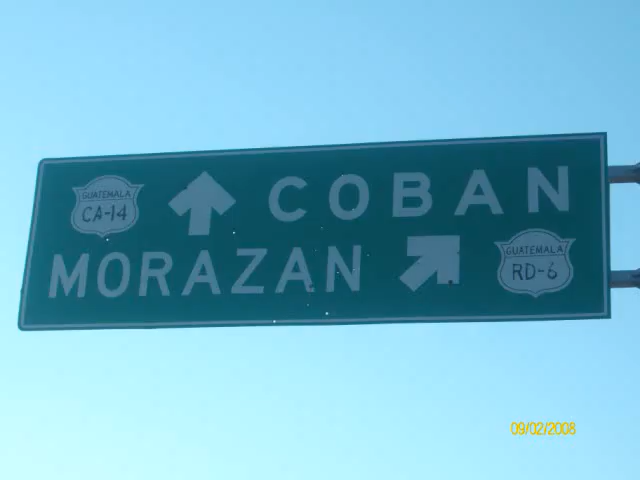 GUATEMALA
CA-14
COBAN
MORAZAN
GUATEMALA
RD-6
09/02/2008